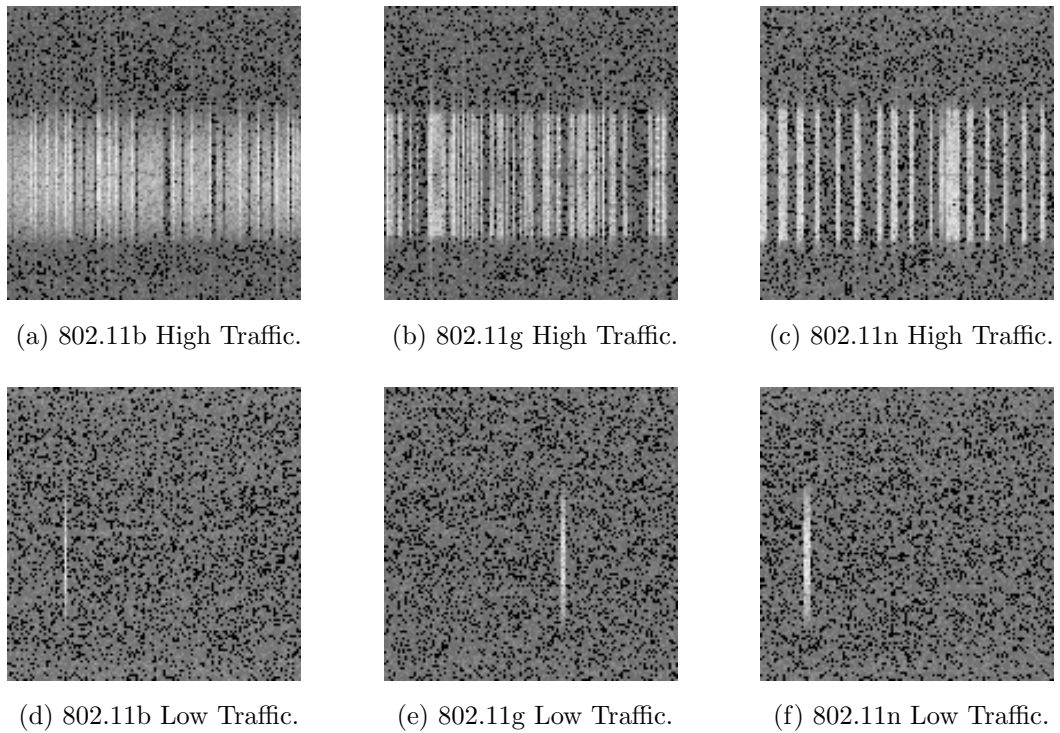 (a) 802.11b High Traffic.
(b) 802.11g High Traffic.
(c) 802.11n High Traffic.
(d) 802.11b Low Traffic.
(e) 802.11g Low Traffic.
(f) 802.11n Low Traffic.